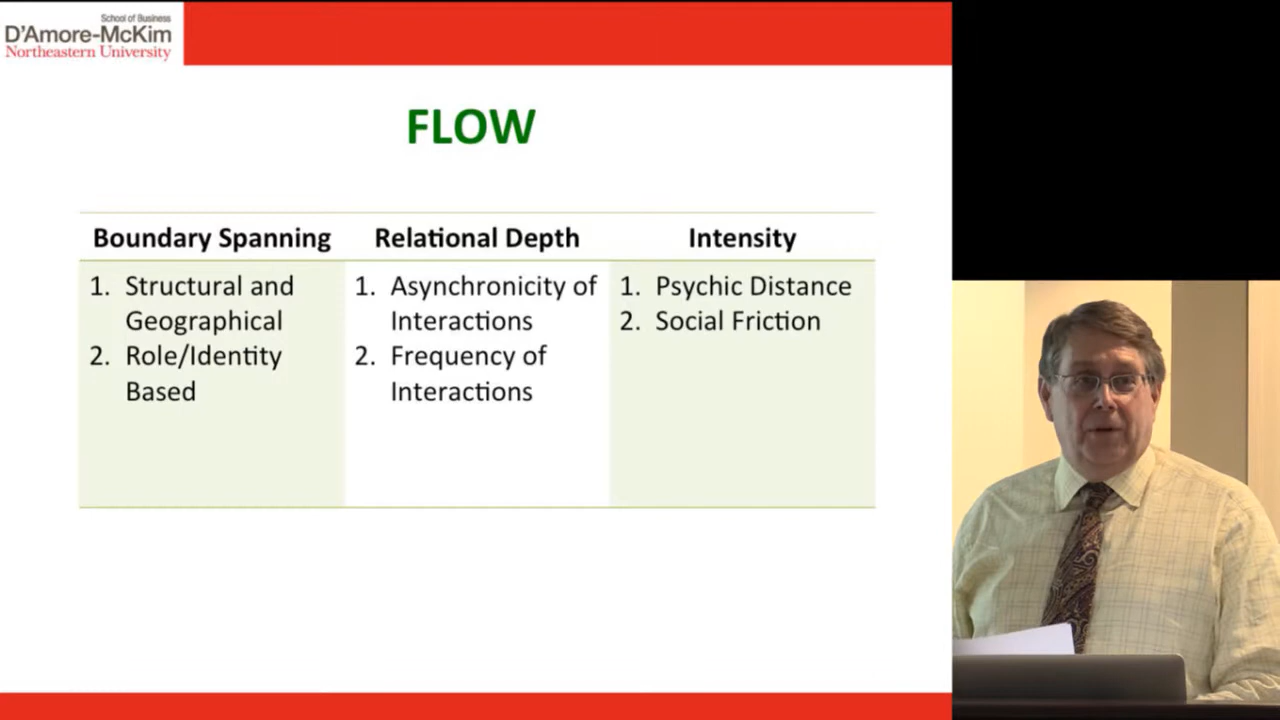 School of Business
D'Amore-McKim
Northeastern University
FLOW
Boundary Spanning
Relational Depth
Intensity
1. Structural and
Geographical
2. Role/Identity
Based
1. Asynchronicity of
Interactions
2. Frequency of
Interactions
1. Psychic Distance
2. Social Friction